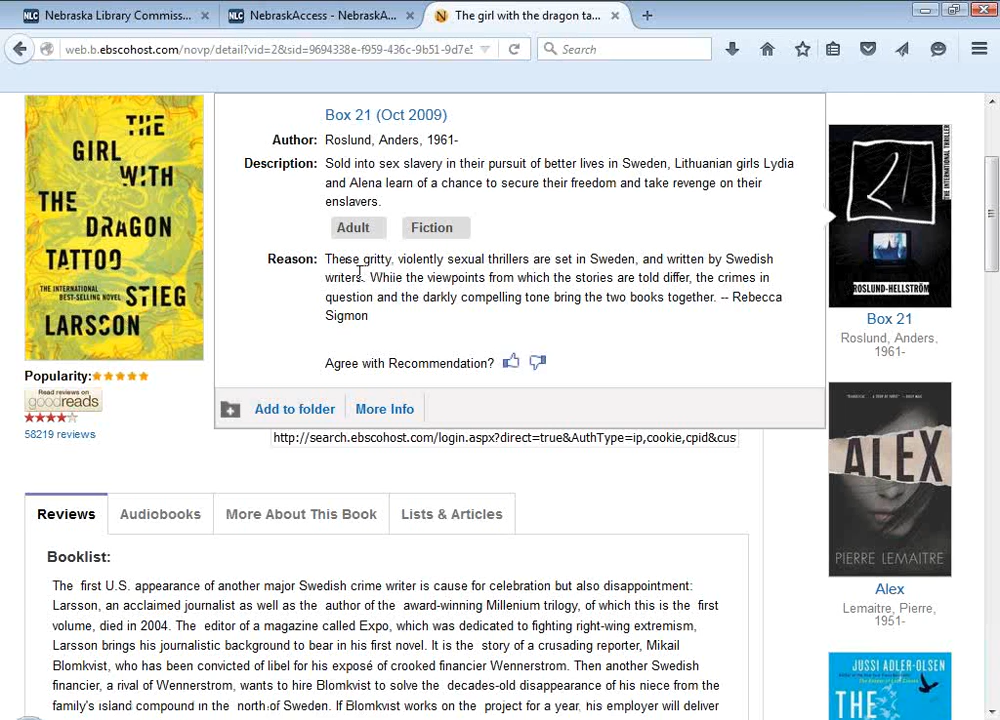 NLC Nebraska Library Commiss... ×
NLC NebraskAccess - NebraskA... ×
N The girl with the dragon ta... ×
web.b.ebscohost.com/novp/detail?vid=2&sid=9694338e-f959-436c-9b51-9d7e5
Search
THE
GIRL
WITH
THE
DRAGON
TATTOO
THE INTERNATIONAL
BEST-SELLING NOVEL
STIEG
LARSSON
Popularity:
Read reviews on
goodreads
58219 reviews
Box 21 (Oct 2009)
Author: Roslund, Anders, 1961-
Description: Sold into sex slavery in their pursuit of better lives in Sweden, Lithuanian girls Lydia
and Alena learn of a chance to secure their freedom and take revenge on their
enslavers.
Adult Fiction
Reason: These gritty, violently sexual thrillers are set in Sweden, and written by Swedish
writers. Whiie the viewpoints from which the stories are told differ, the crimes in
question and the darkly compelling tone bring the two books together. -- Rebecca
Sigmon
Agree with Recommendation?
Add to folder More Info
http://search.ebscohost.com/login.aspx?direct=true&AuthType=ip,cookie,cpid&cus
THE INTERNATIONAL THRILLER
21
ROSLUND-HELLSTRÖM
Box 21
Roslund, Anders,
1961-
ALEX
PIERRE LEMAITRE
Alex
Lemaitre, Pierre,
1951-
JUSSI ADLER-OLSEN
THE
Reviews Audiobooks More About This Book Lists & Articles
Booklist:
The first U.S. appearance of another major Swedish crime writer is cause for celebration but also disappointment:
Larsson, an acclaimed journalist as well as the author of the award-winning Millenium trilogy, of which this is the first
volume, died in 2004. The editor of a magazine called Expo, which was dedicated to fighting right-wing extremism,
Larsson brings his journalistic background to bear in his first novel. It is the story of a crusading reporter, Mikail
Blomkvist, who has been convicted of libel for his exposé of crooked financier Wennerstrom. Then another Swedish
financier, a rival of Wennerstrom, wants to hire Blomkvist to solve the decades-old disappearance of his niece from the
family's island compound in the north of Sweden. If Blomkvist works on the project for a year, his employer will deliver